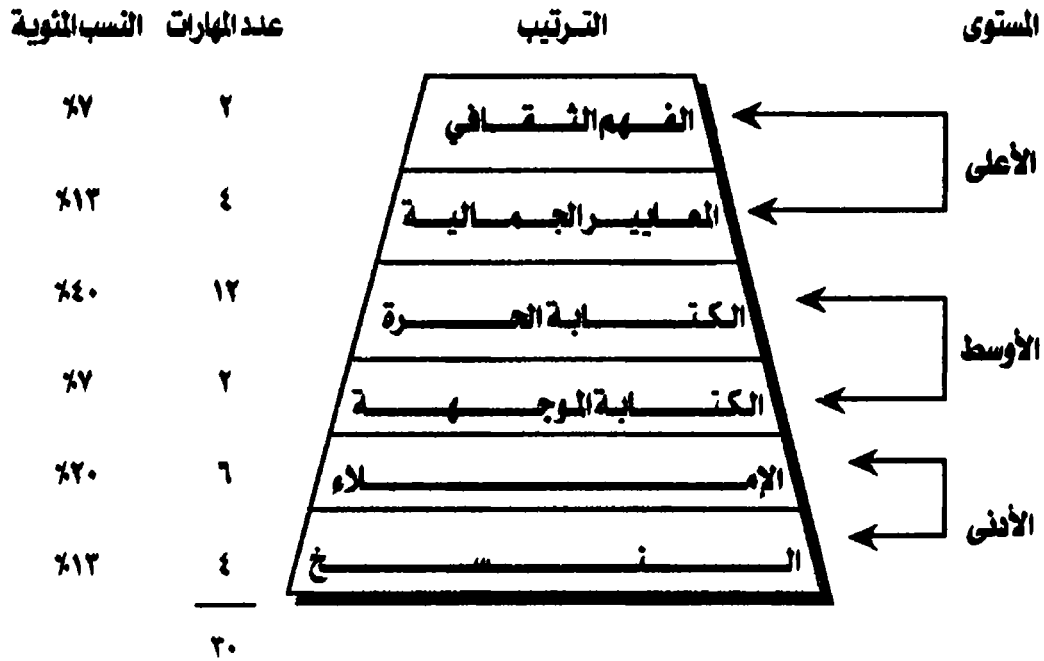 المستوى الترتيب عدد المهارات النسب المئوية
الفهم الثقافي ٢ ٧%
الأعلى
المعايير الجمالية ٤ ١٣%
الكتابة الحرة ١٢ ٤٠%
الأوسط
الكتابة الموجهة ٢ ٧%
الإملاء ٦ ٢٠%
الأدنى
النسخ ٤ ١٣%
٣٠